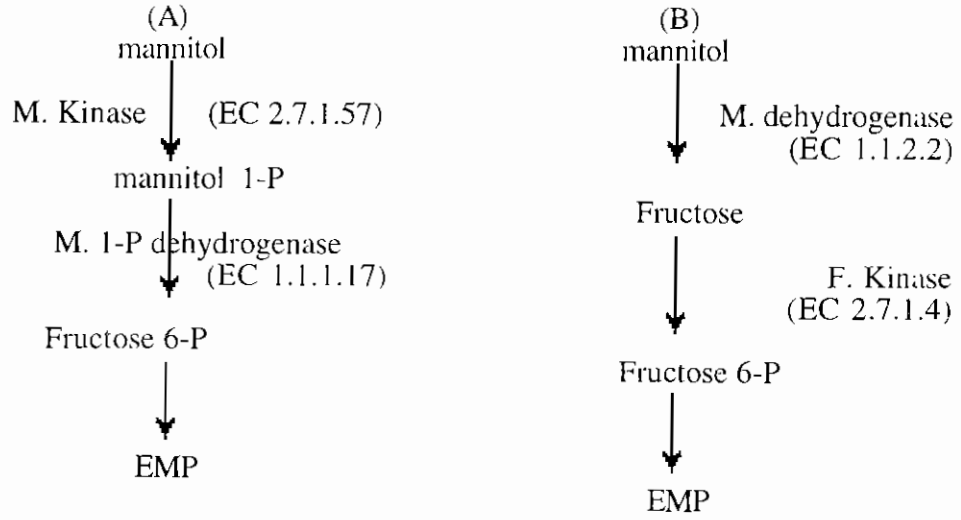 (A)
mannitol
M. Kinase (EC 2.7.1.57)
mannitol 1-P
M. 1-P dehydrogenase
(EC 1.1.1.17)
Fructose 6-P
EMP
(B)
mannitol
M. dehydrogenase
(EC 1.1.2.2)
Fructose
F. Kinase
(EC 2.7.1.4)
Fructose 6-P
EMP